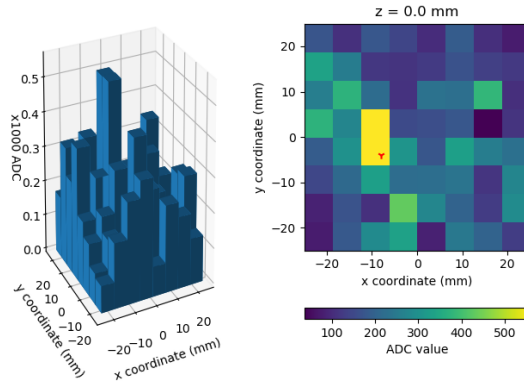 z = 0.0 mm
x1000 ADC
0.5
0.4
0.3
0.2
0.1
0.0
20
10
0
−10
−20
y coordinate (mm)
−20
−10
0
10
20
x coordinate (mm)
y coordinate (mm)
20
10
0
−10
−20
−20 −10 0 10 20
x coordinate (mm)
100 200 300 400 500
ADC value